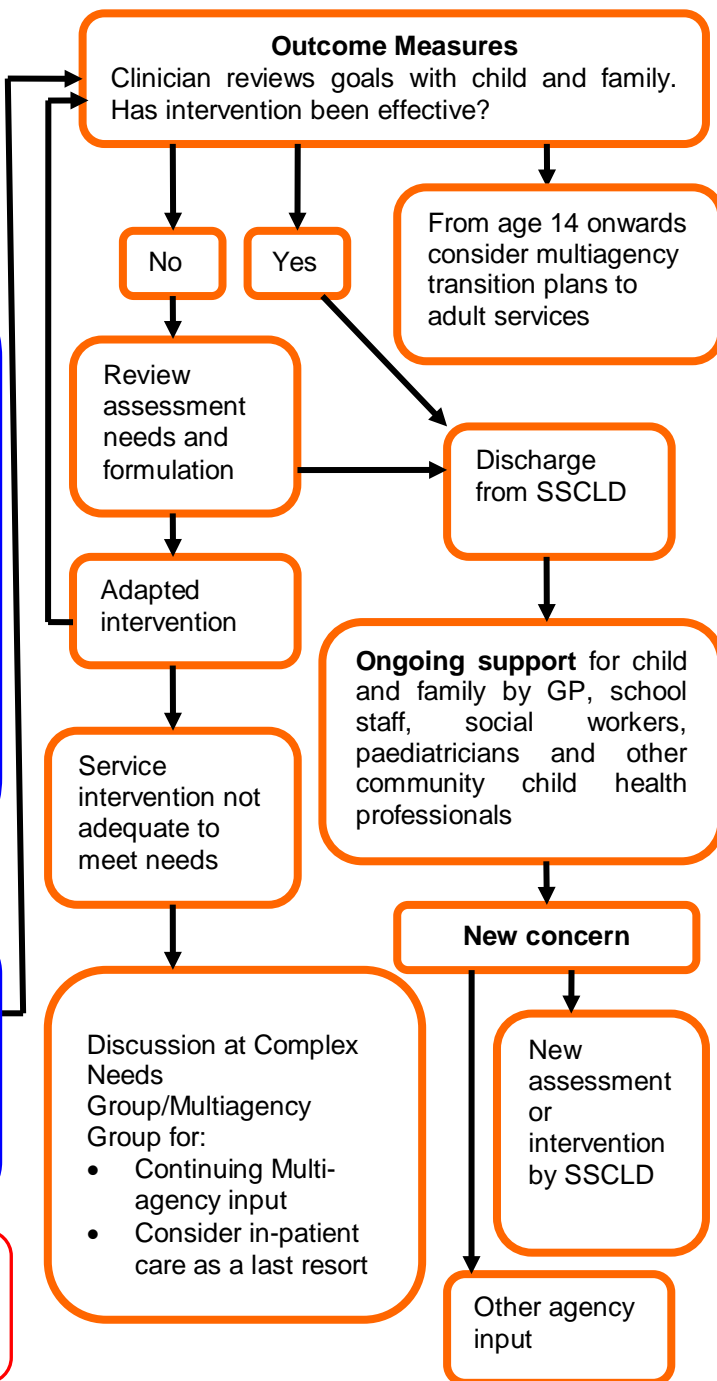 Outcome Measures
Clinician reviews goals with child and family.
Has intervention been effective?
No
Yes
From age 14 onwards
consider multiagency
transition plans to
adult services
Review
assessment
needs and
formulation
Discharge
from SSCLD
Adapted
intervention
Ongoing support for child
and family by GP, school
staff, social workers,
paediatricians and other
community child health
professionals
Service
intervention not
adequate to
meet needs
New concern
Discussion at Complex
Needs
Group/Multiagency
Group for:
• Continuing Multi-
agency input
• Consider in-patient
care as a last resort
New
assessment
or
intervention
by SSCLD
Other agency
input